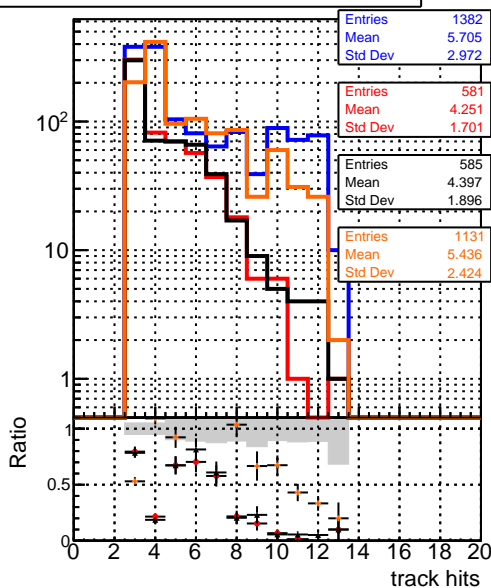 Entries 1382
Mean 5.705
Std Dev 2.972
Entries 581
Mean 4.251
Std Dev 1.701
Entries 585
Mean 4.397
Std Dev 1.896
Entries 1131
Mean 5.436
Std Dev 2.424
10²
10
1
Ratio
1
0.5
0
0 2 4 6 8 10 12 14 16 18 20
track hits